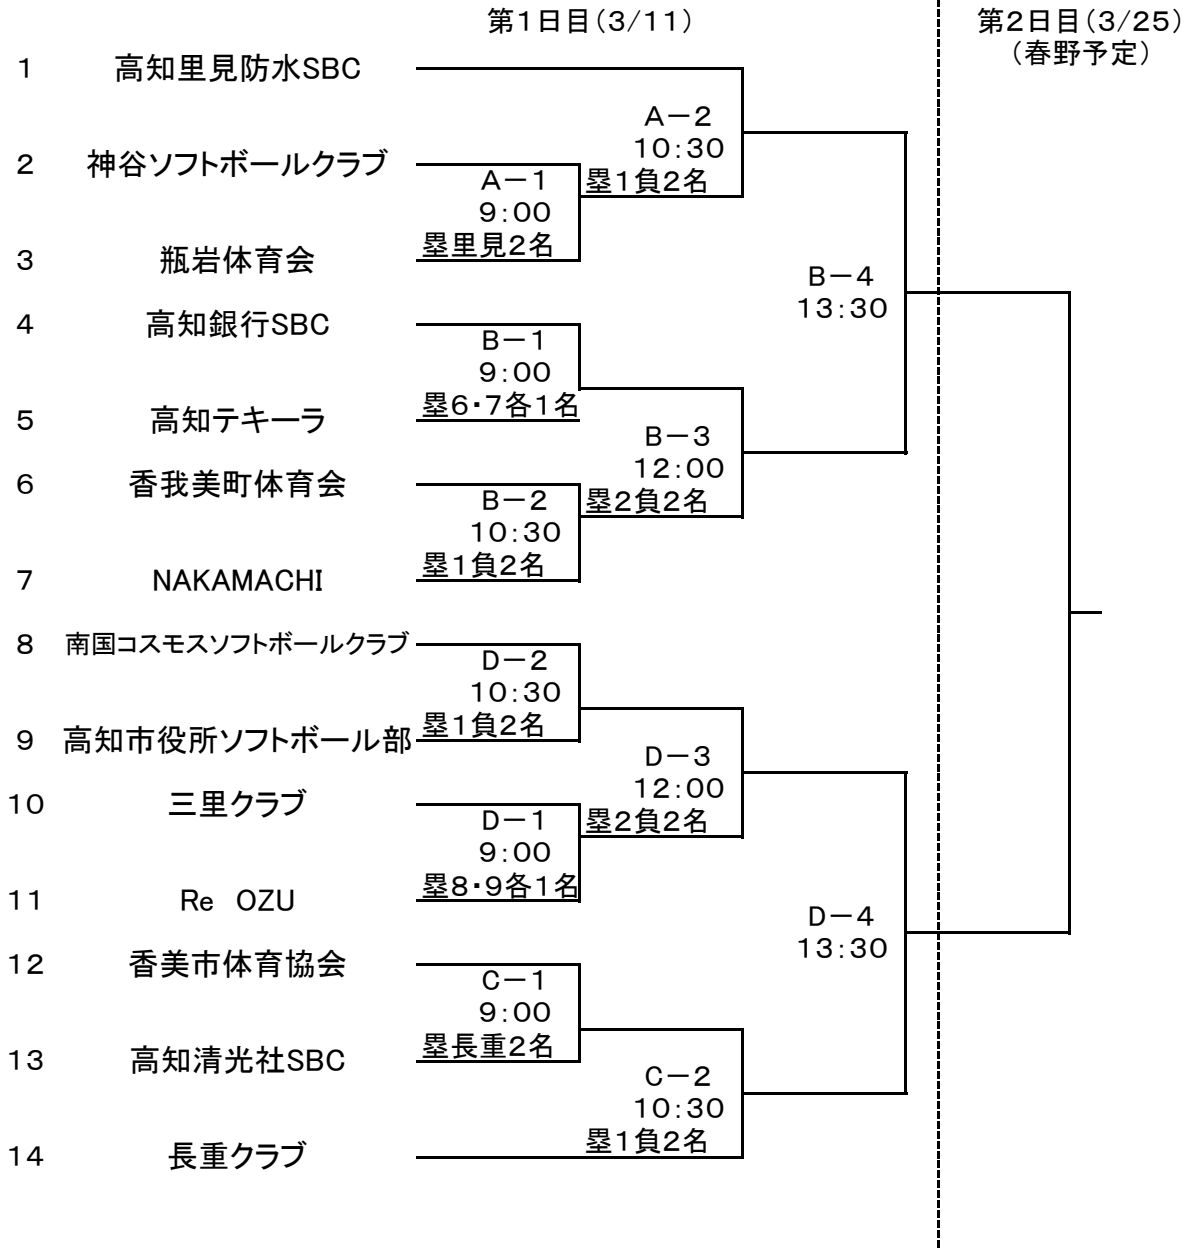 第1日目(3/11)
第2日目(3/25)
(春野予定)
1 高知里見防水SBC
A-2
10:30
塁1負2名
2 神谷ソフトボールクラブ
A-1
9:00
塁里見2名
3 瓶岩体育会
B-4
13:30
4 高知銀行SBC
B-1
9:00
塁6・7各1名
5 高知テキーラ
B-3
12:00
塁2負2名
6 香我美町体育会
B-2
10:30
塁1負2名
7 NAKAMACHI
8 南国コスモスソフトボールクラブ
D-2
10:30
塁1負2名
9 高知市役所ソフトボール部
D-3
12:00
塁2負2名
10 三里クラブ
D-1
9:00
塁8・9各1名
11 Re OZU
D-4
13:30
12 香美市体育協会
C-1
9:00
塁長重2名
13 高知清光社SBC
C-2
10:30
塁1負2名
14 長重クラブ